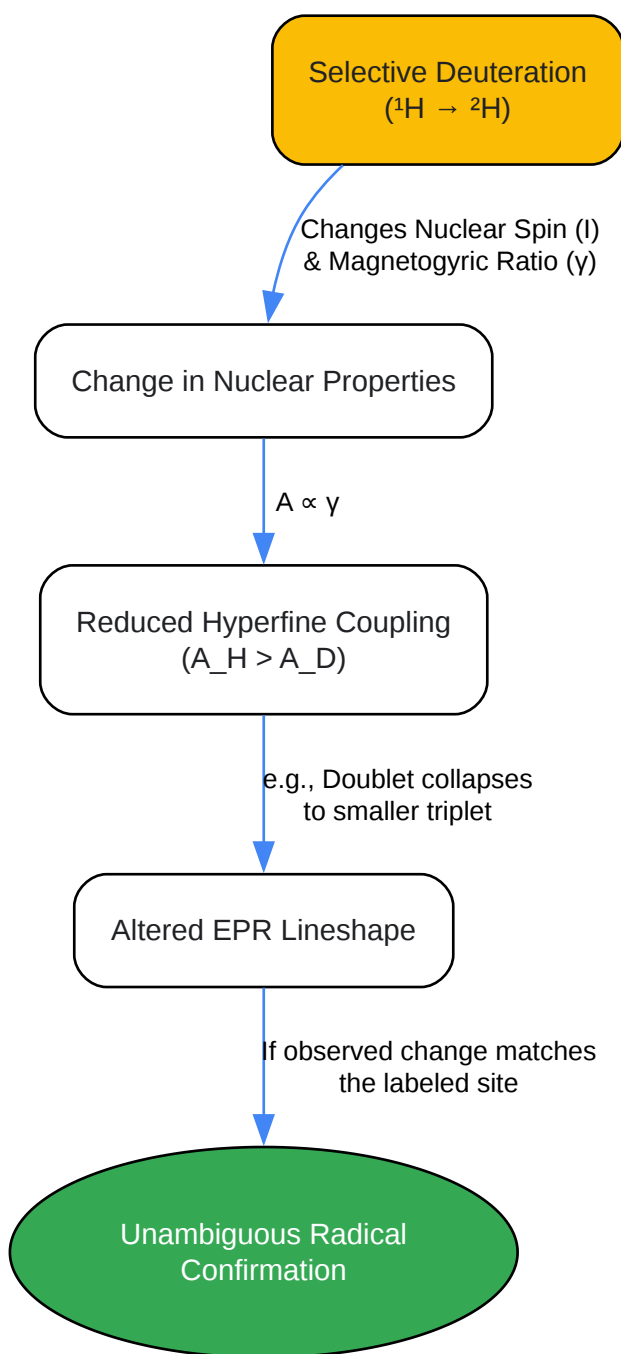 Selective Deuteration
(¹H → ²H)
Changes Nuclear Spin (I)
& Magnetogyric Ratio (γ)
Change in Nuclear Properties
A ∝ γ
Reduced Hyperfine Coupling
(A_H > A_D)
e.g., Doublet collapses
to smaller triplet
Altered EPR Lineshape
If observed change matches
the labeled site
Unambiguous Radical
Confirmation